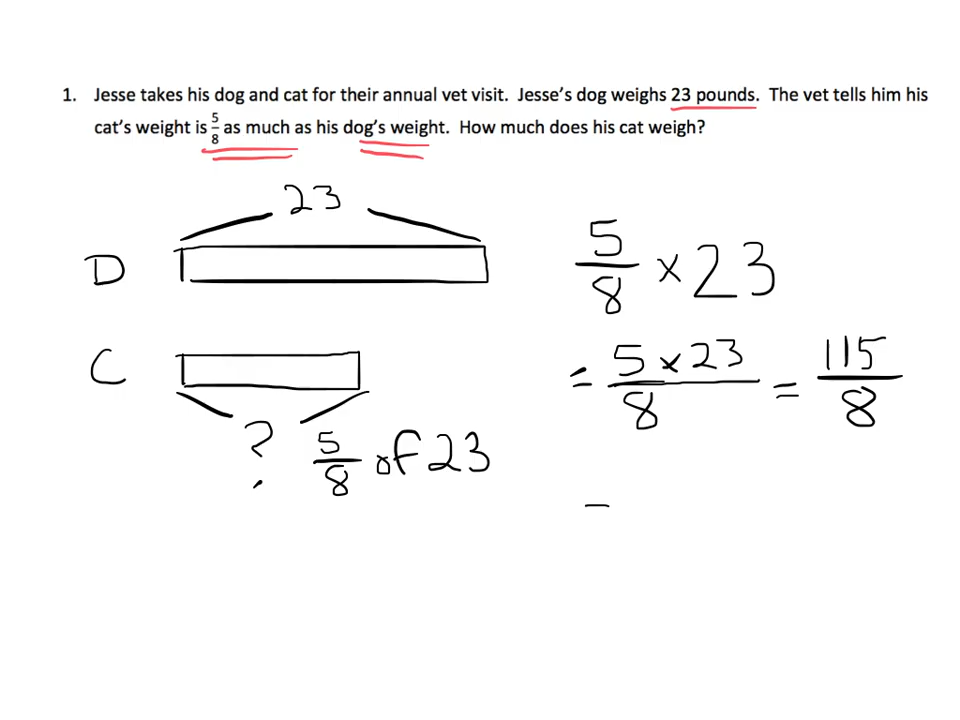 1. Jesse takes his dog and cat for their annual vet visit. Jesse's dog weighs 23 pounds. The vet tells him his
cat's weight is 5/8 as much as his dog's weight. How much does his cat weigh?
23
D
C
? 5/8 of 23
5/8 × 23
= 5 × 23 / 8 = 115/8
–